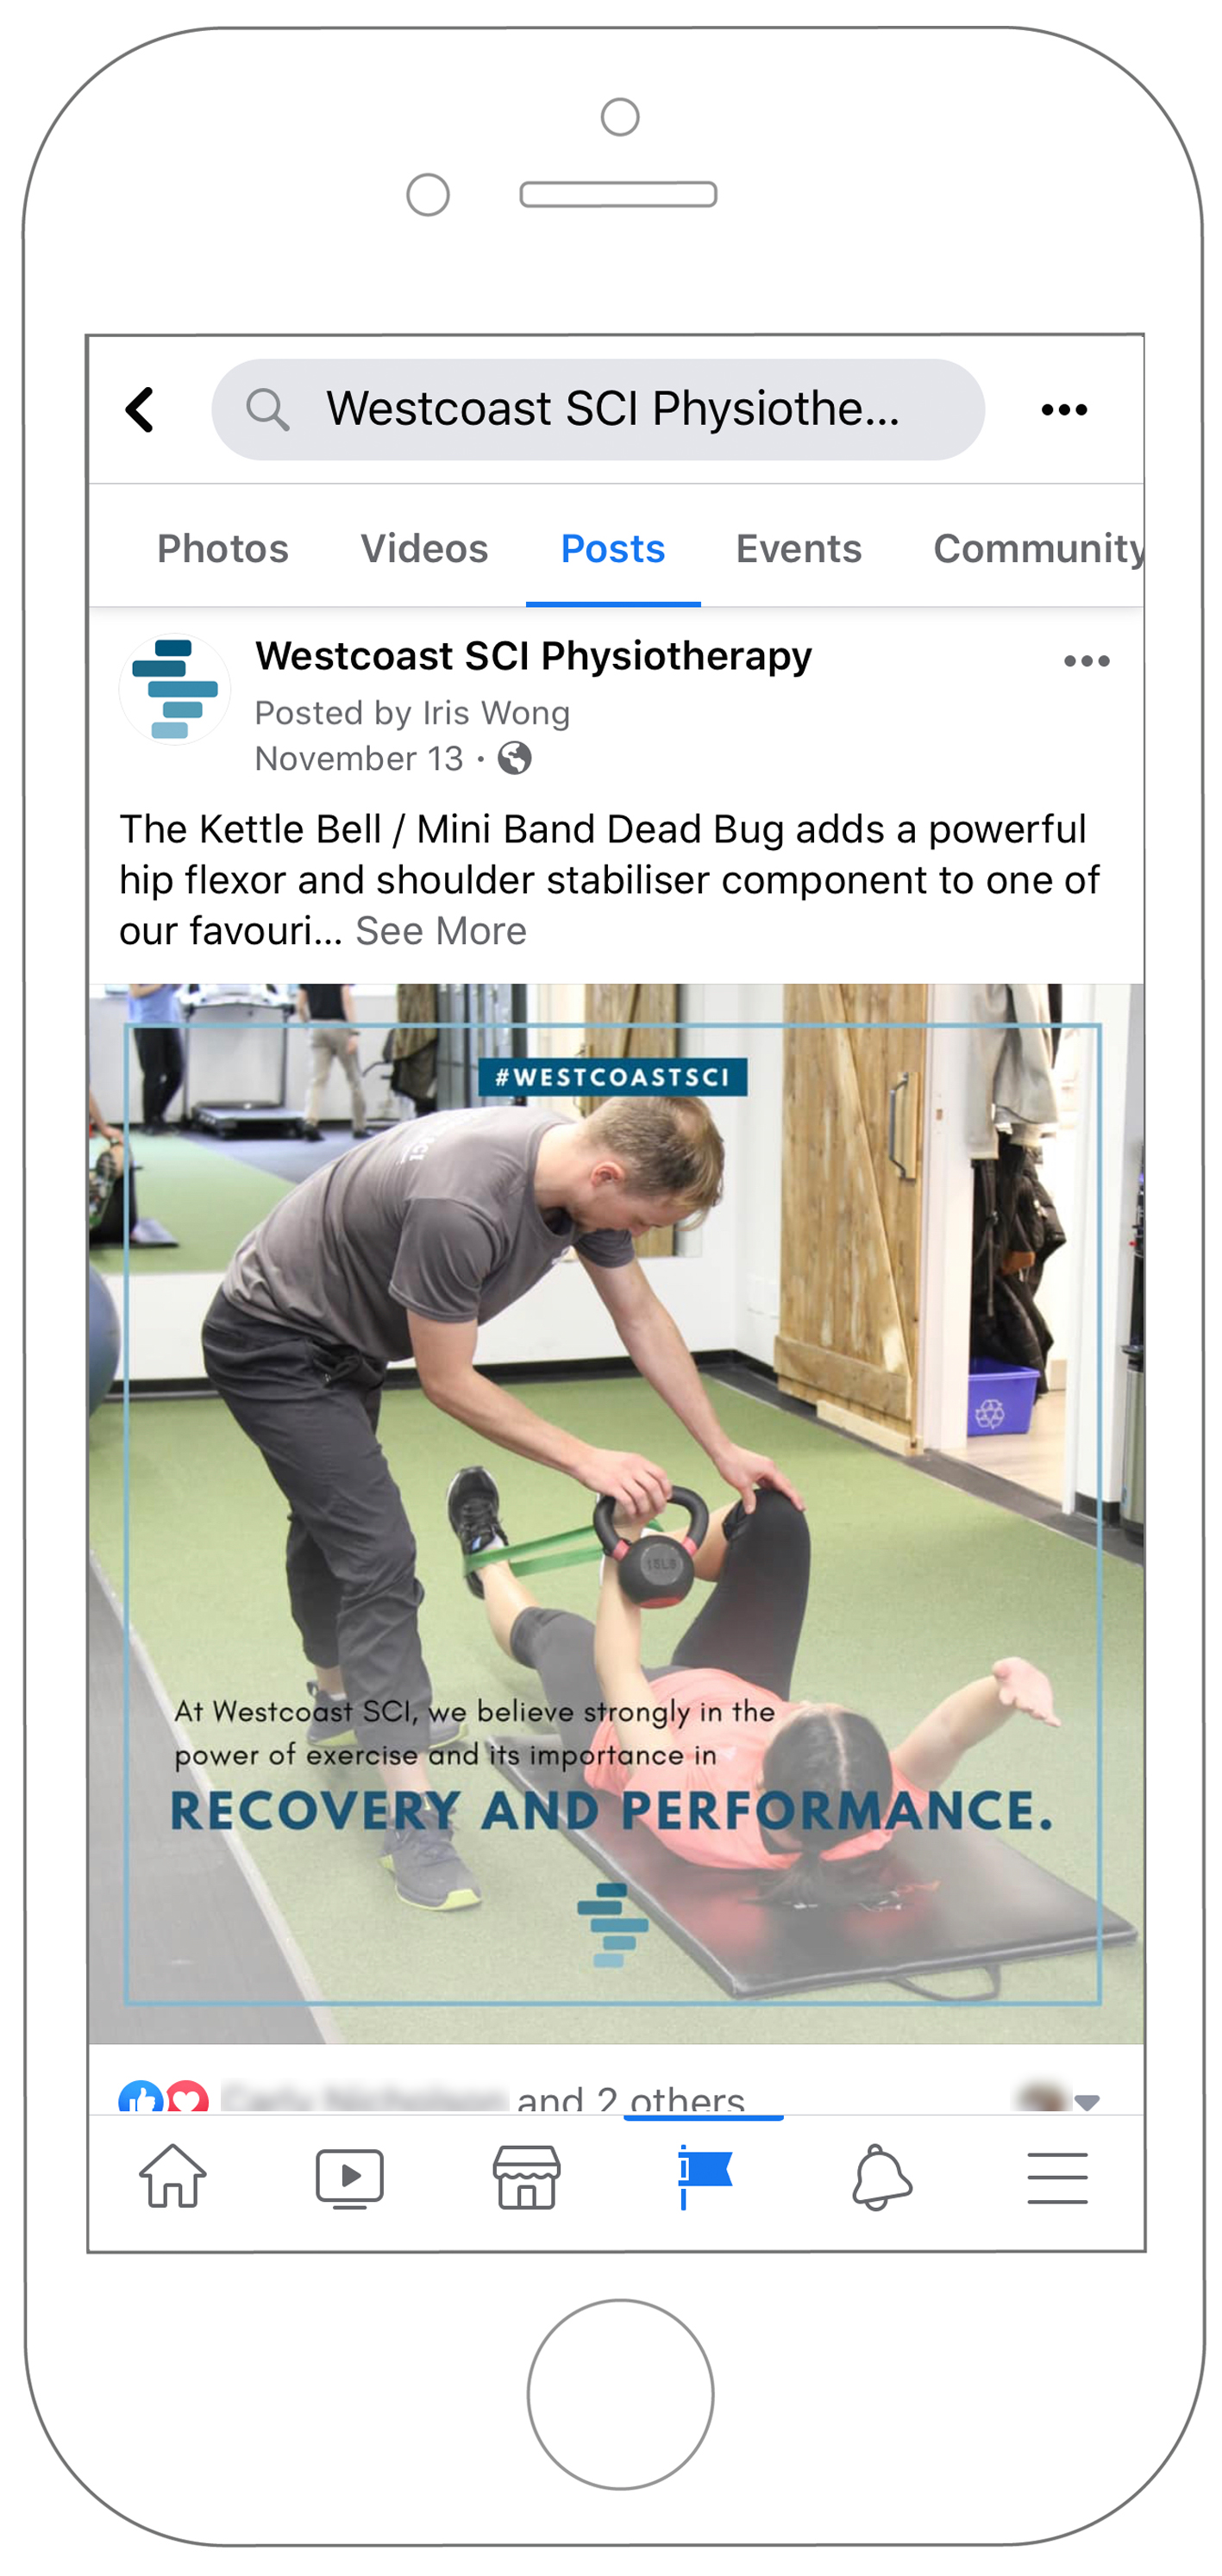 Westcoast SCI Physiothe...
Photos Videos Posts Events Community
Westcoast SCI Physiotherapy
Posted by Iris Wong
November 13 ·
The Kettle Bell / Mini Band Dead Bug adds a powerful
hip flexor and shoulder stabiliser component to one of
our favouri... See More
#WESTCOASTSCI
15LB
At Westcoast SCI, we believe strongly in the
power of exercise and its importance in
RECOVERY AND PERFORMANCE.
and 2 others